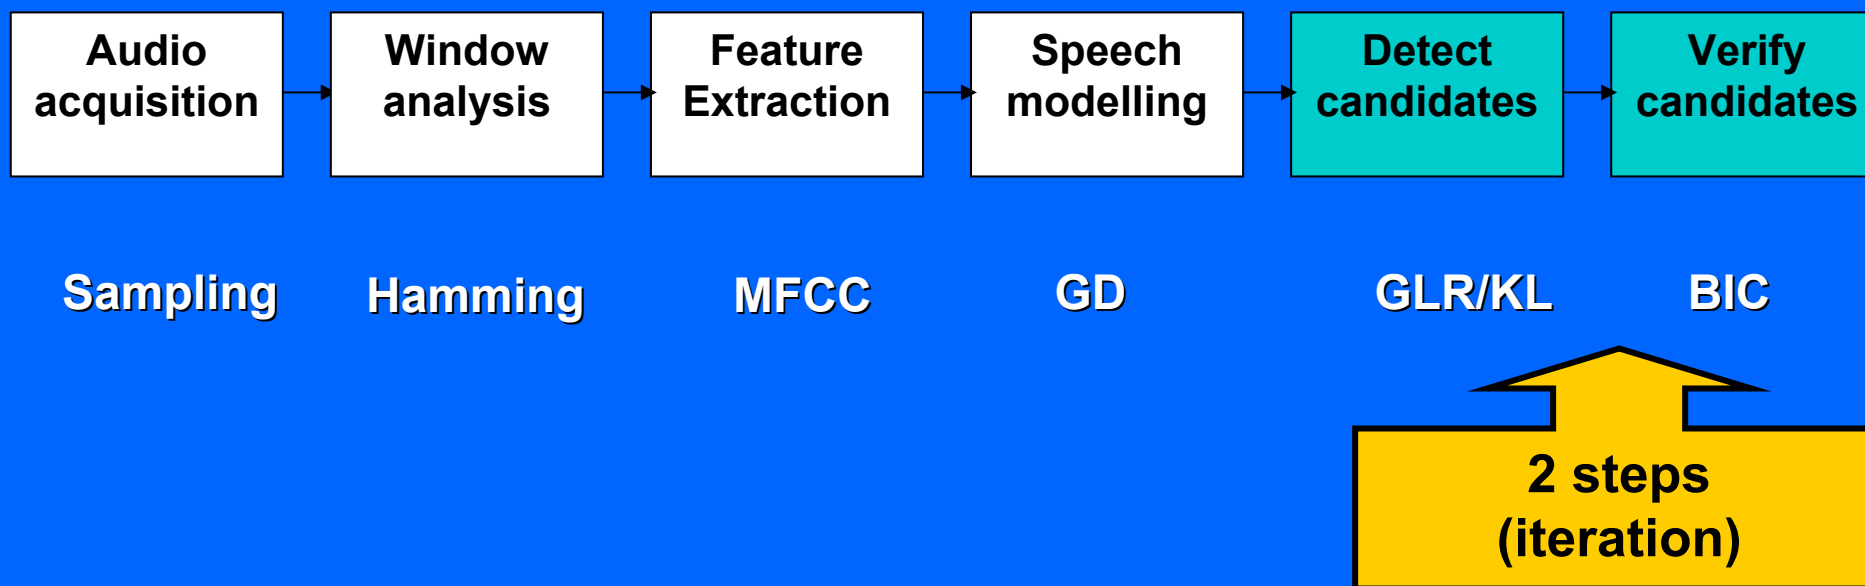 Audio
acquisition
Window
analysis
Feature
Extraction
Speech
modelling
Detect
candidates
Verify
candidates
Sampling
Hamming
MFCC
GD
GLR/KL
BIC
2 steps
(iteration)